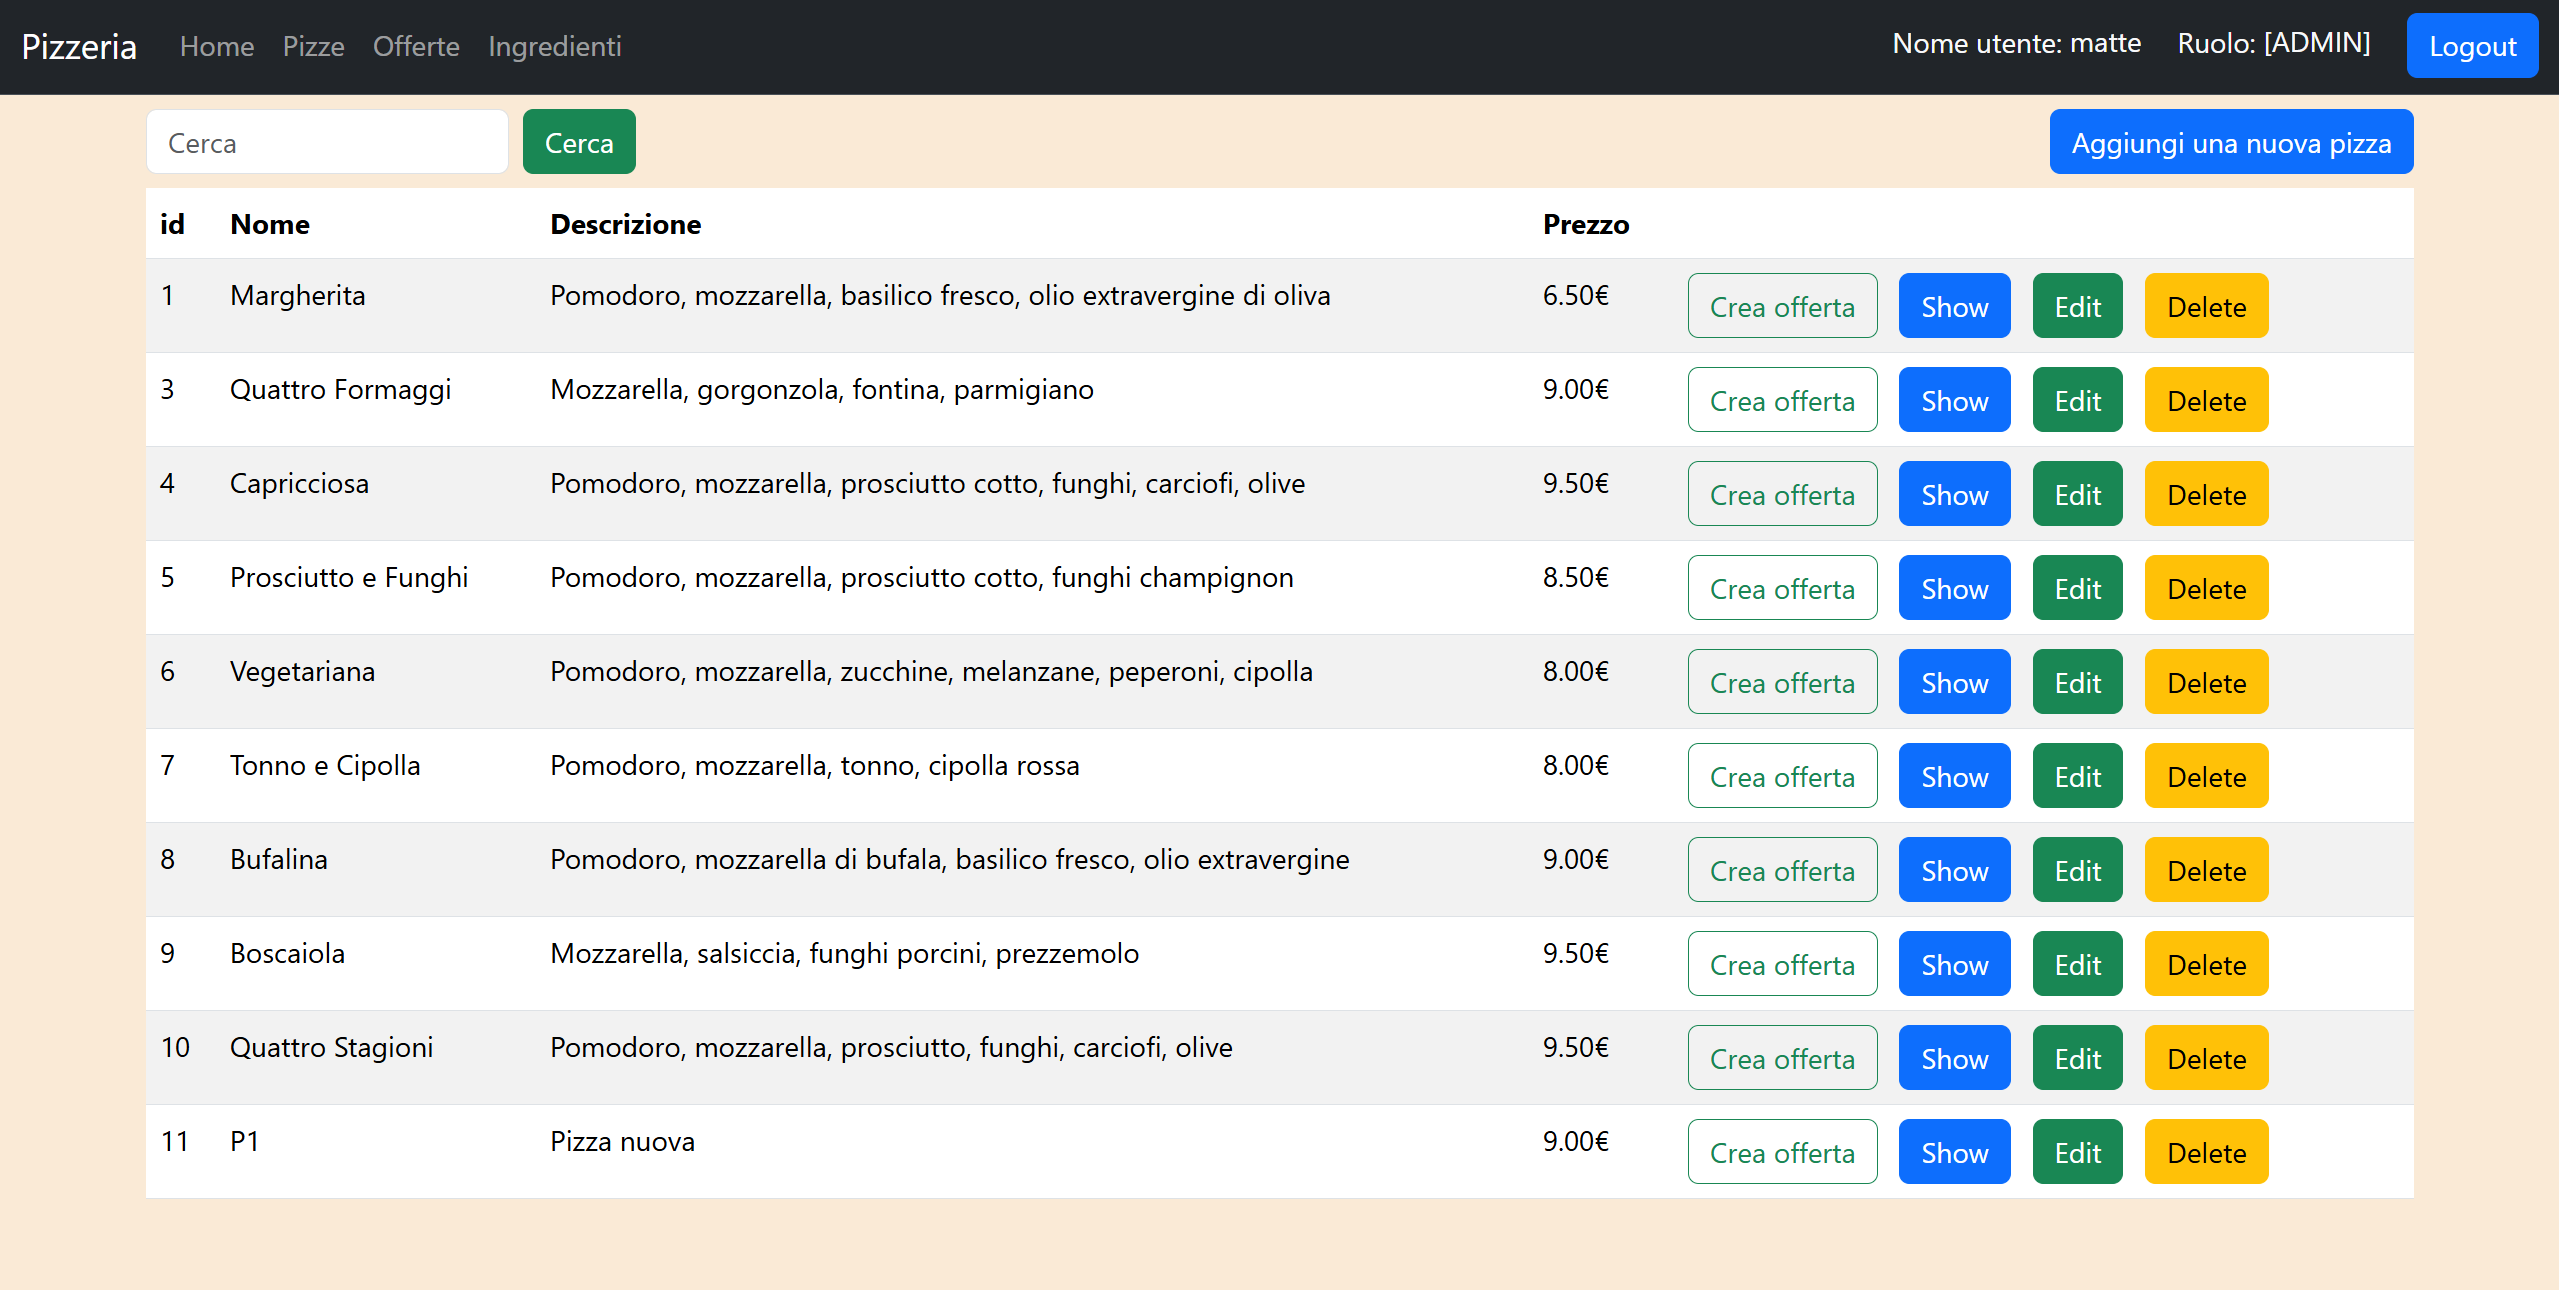 Pizzeria Home Pizze Offerte Ingredienti Nome utente: matte Ruolo: [ADMIN] Logout
Cerca Cerca Aggiungi una nuova pizza
id Nome Descrizione Prezzo
1 Margherita Pomodoro, mozzarella, basilico fresco, olio extravergine di oliva 6.50€ Crea offerta Show Edit Delete
3 Quattro Formaggi Mozzarella, gorgonzola, fontina, parmigiano 9.00€ Crea offerta Show Edit Delete
4 Capricciosa Pomodoro, mozzarella, prosciutto cotto, funghi, carciofi, olive 9.50€ Crea offerta Show Edit Delete
5 Prosciutto e Funghi Pomodoro, mozzarella, prosciutto cotto, funghi champignon 8.50€ Crea offerta Show Edit Delete
6 Vegetariana Pomodoro, mozzarella, zucchine, melanzane, peperoni, cipolla 8.00€ Crea offerta Show Edit Delete
7 Tonno e Cipolla Pomodoro, mozzarella, tonno, cipolla rossa 8.00€ Crea offerta Show Edit Delete
8 Bufalina Pomodoro, mozzarella di bufala, basilico fresco, olio extravergine 9.00€ Crea offerta Show Edit Delete
9 Boscaiola Mozzarella, salsiccia, funghi porcini, prezzemolo 9.50€ Crea offerta Show Edit Delete
10 Quattro Stagioni Pomodoro, mozzarella, prosciutto, funghi, carciofi, olive 9.50€ Crea offerta Show Edit Delete
11 P1 Pizza nuova 9.00€ Crea offerta Show Edit Delete